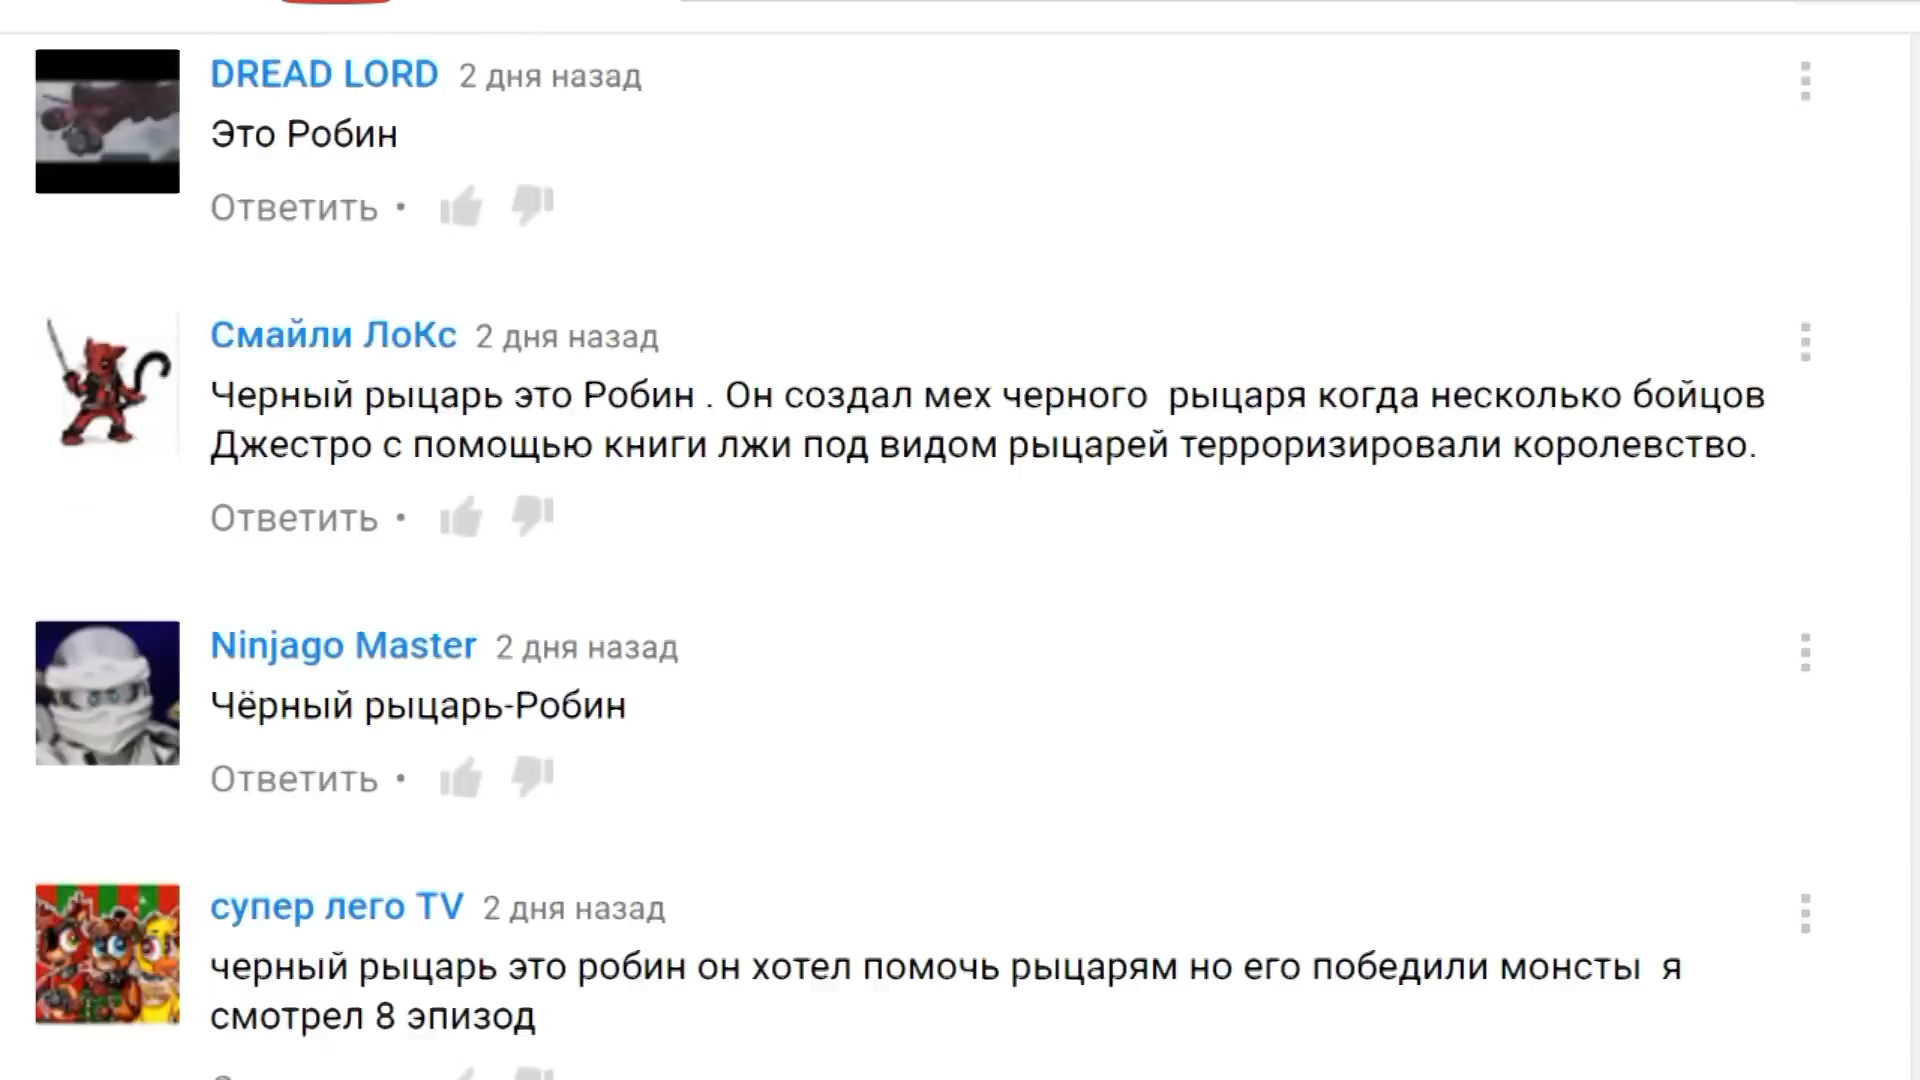 DREAD LORD 2 дня назад
Это Робин
Ответить •
Смайли ЛоКс 2 дня назад
Черный рыцарь это Робин . Он создал мех черного  рыцаря когда несколько бойцов
Джестро с помощью книги лжи под видом рыцарей терроризировали королевство.
Ответить •
Ninjago Master 2 дня назад
Чёрный рыцарь-Робин
Ответить •
супер лего TV 2 дня назад
черный рыцарь это робин он хотел помочь рыцарям но его победили монсты  я
смотрел 8 эпизод